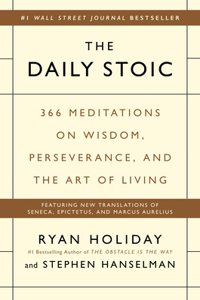 #1 WALL STREET JOURNAL BESTSELLER
THE
DAILY STOIC
366 MEDITATIONS
ON WISDOM,
PERSEVERANCE, AND
THE ART OF LIVING
FEATURING NEW TRANSLATIONS OF
SENECA, EPICTETUS, AND MARCUS AURELIUS
RYAN HOLIDAY
#1 Bestselling Author of THE OBSTACLE IS THE WAY
and STEPHEN HANSELMAN